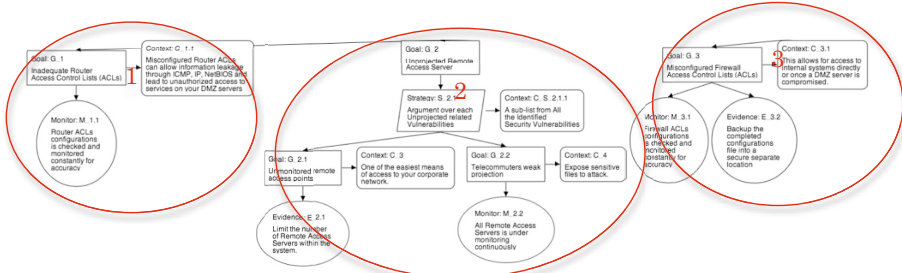 Goal: G_1
Inadequate Router
Access Control Lists (ACLs)
1
Context: C_1.1
Misconfigured Router ACLs
can allow information leakage
through ICMP, IP, NetBIOS and
lead to unauthorized access to
services on your DMZ servers
Monitor: M_1.1
Router ACLs
configurations
is checked and
monitored
constantly for
accuracy
Goal: G_2
Unprojected Remote
Access Server
Strategy: S_2.1
2
Argument over each
Unprojected related
Vulnerabilities
Context: C_S_2.1.1
A sub-list from All
the Identified
Security Vulnerabilities
Goal: G_2.1
Unmonitored remote
access points
Context: C_3
One of the easiest means
of access to your corporate
network.
Evidence: E_2.1
Limit the number
of Remote Access
Servers within the
system.
Goal: G_2.2
Telecommuters weak
projection
Context: C_4
Expose sensitive
files to attack.
Monitor: M_2.2
All Remote Access
Servers is under
monitoring
continuously
Goal: G_3
Misconfigured Firewall
Access Control Lists (ACLs)
3
Context: C_3.1
This allows for access to
internal systems directly
or once a DMZ server is
compromised.
Monitor: M_3.1
Firewall ACLs
configurations
is checked and
monitored
constantly for
accuracy
Evidence: E_3.2
Backup the
completed
configurations
file into a
secure separate
location